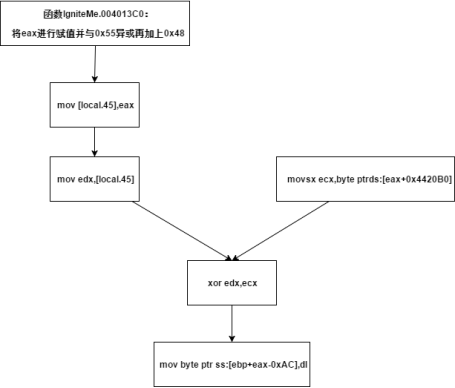 函数IgniteMe.004013C0：
将eax进行赋值并与0x55异或再加上0x48
mov [local.45],eax
mov edx,[local.45]
movsx ecx,byte ptrds:[eax+0x4420B0]
xor edx,ecx
mov byte ptr ss:[ebp+eax-0xAC],dl